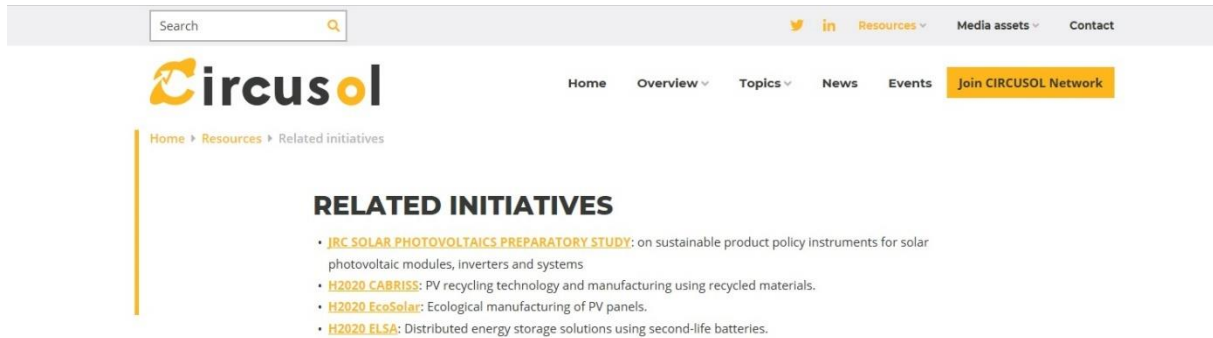 Search
in Resources Media assets Contact
Circusol
Home Overview Topics News Events Join CIRCUSOL Network
Home Resources Related initiatives
RELATED INITIATIVES
• JRC SOLAR PHOTOVOLTAICS PREPARATORY STUDY: on sustainable product policy instruments for solar
photovoltaic modules, inverters and systems
• H2020 CABRISS: PV recycling technology and manufacturing using recycled materials.
• H2020 EcoSolar: Ecological manufacturing of PV panels.
• H2020 ELSA: Distributed energy storage solutions using second-life batteries.